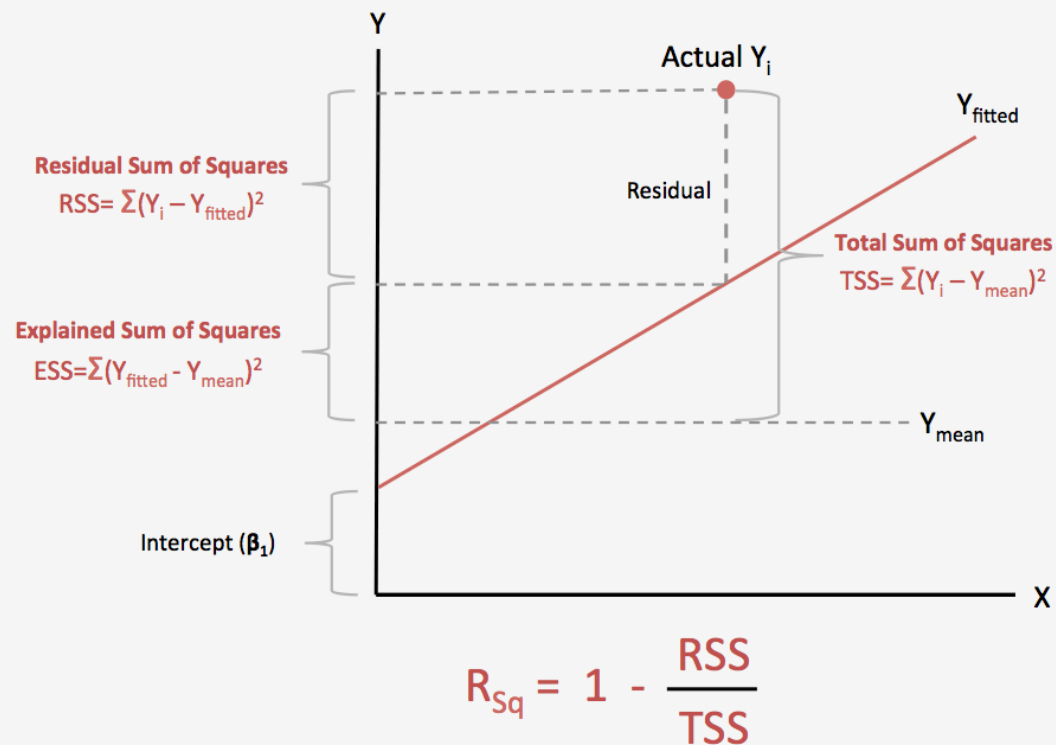 Y
Actual Yi
Yfitted
Residual Sum of Squares
RSS= Σ(Yi – Yfitted)2
Residual
Total Sum of Squares
TSS= Σ(Yi – Ymean)2
Explained Sum of Squares
ESS=Σ(Yfitted - Ymean)2
Ymean
Intercept (β1)
X
RSq = 1 - RSS
TSS